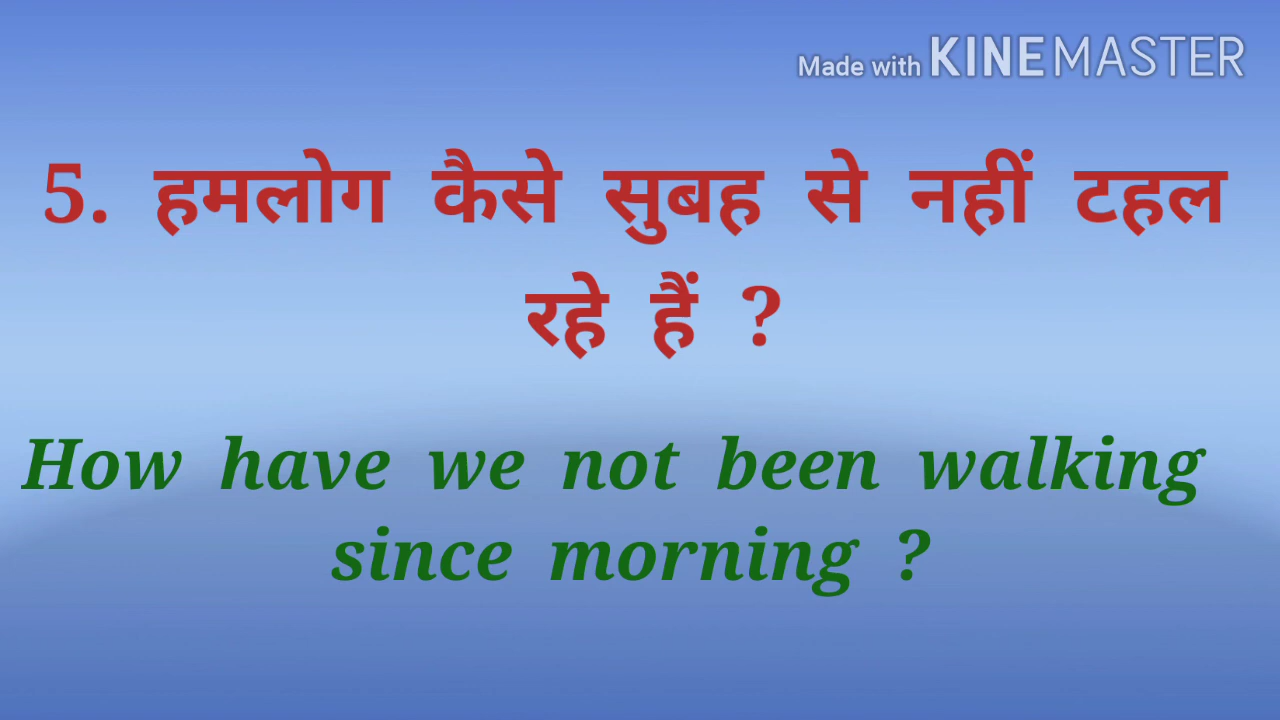 Made with KINEMASTER
5. हमलोग कैसे सुबह से नहीं टहल
रहे हैं ?
How have we not been walking
since morning ?